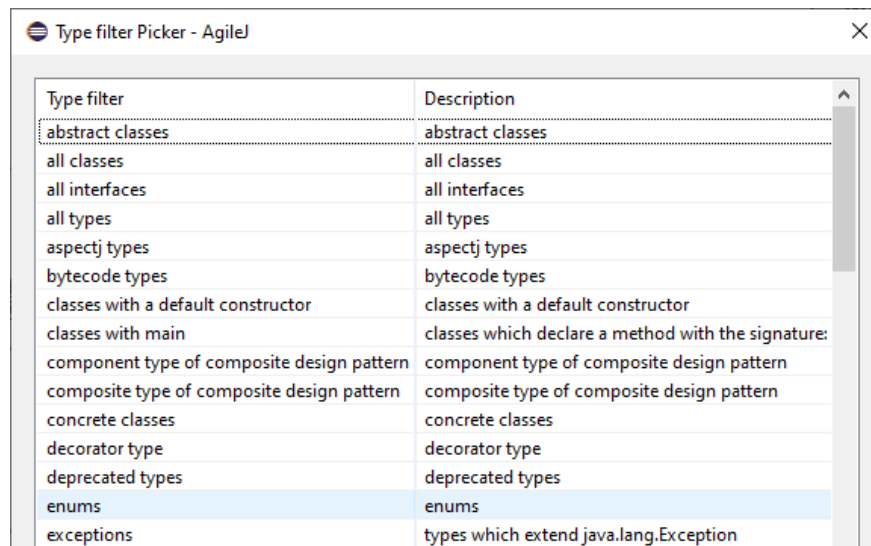 Type filter Picker - AgileJ
Type filter Description
abstract classes abstract classes
all classes all classes
all interfaces all interfaces
all types all types
aspectj types aspectj types
bytecode types bytecode types
classes with a default constructor classes with a default constructor
classes with main classes which declare a method with the signature:
component type of composite design pattern component type of composite design pattern
composite type of composite design pattern composite type of composite design pattern
concrete classes concrete classes
decorator type decorator type
deprecated types deprecated types
enums enums
exceptions types which extend java.lang.Exception